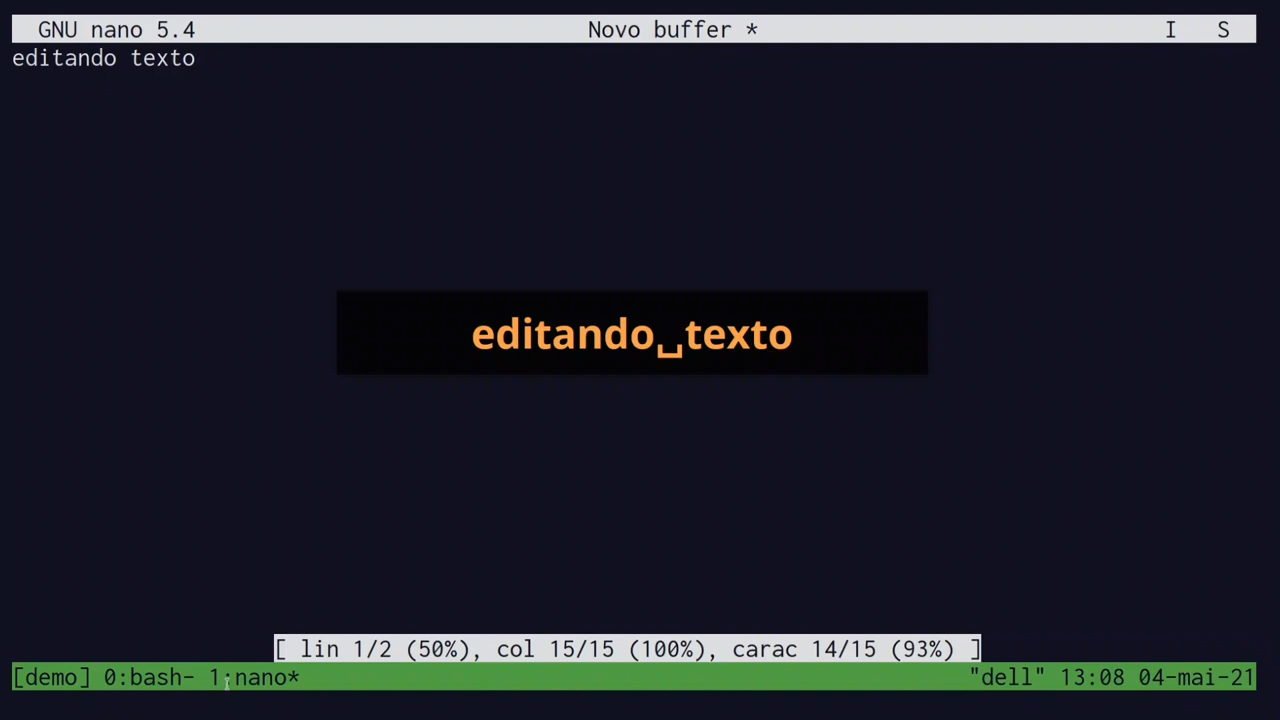 GNU nano 5.4 Novo buffer * I S
editando texto
editando␣texto
[ lin 1/2 (50%), col 15/15 (100%), carac 14/15 (93%) ]
[demo] 0:bash- 1:nano* "dell" 13:08 04-mai-21